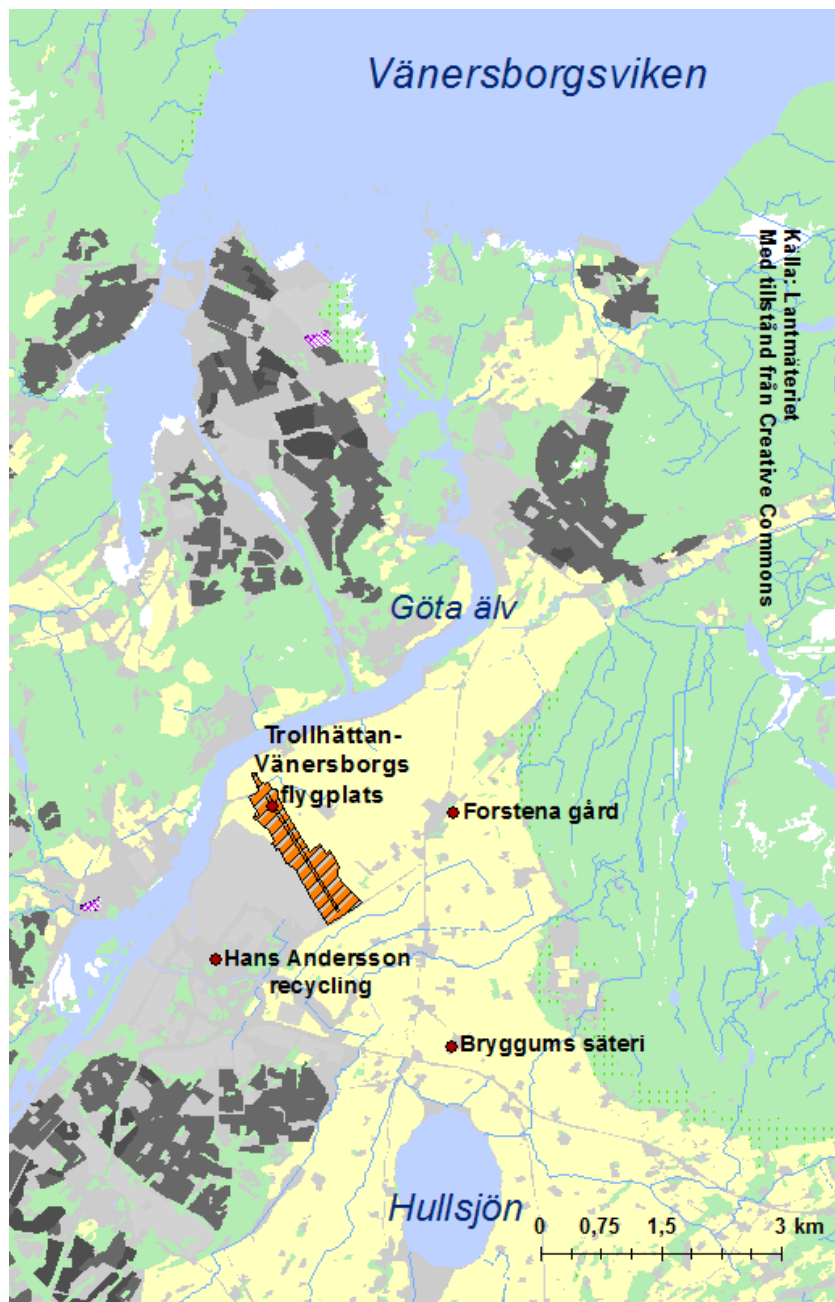 Vänersborgsviken
Källa: Lantmäteriet
Med tillstånd från Creative Commons
Göta älv
Trollhättan-
Vänersborgs
flygplats
Forstena gård
Hans Andersson
recycling
Bryggums säteri
Hullsjön
0 0,75 1,5 3 km